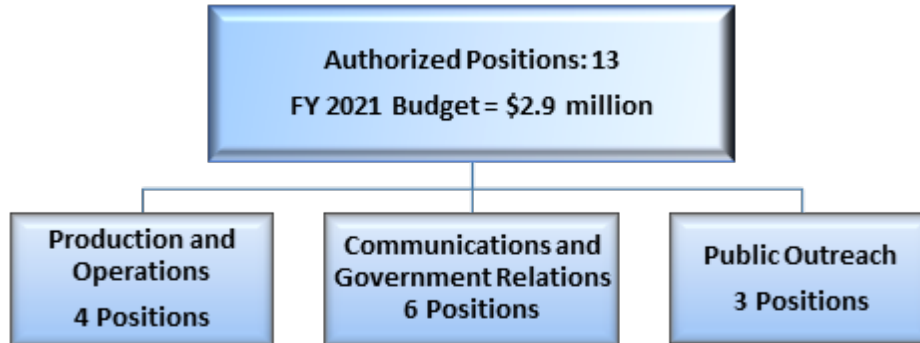 Authorized Positions: 13
FY 2021 Budget = $2.9 million
Production and
Operations
4 Positions
Communications and
Government Relations
6 Positions
Public Outreach
3 Positions